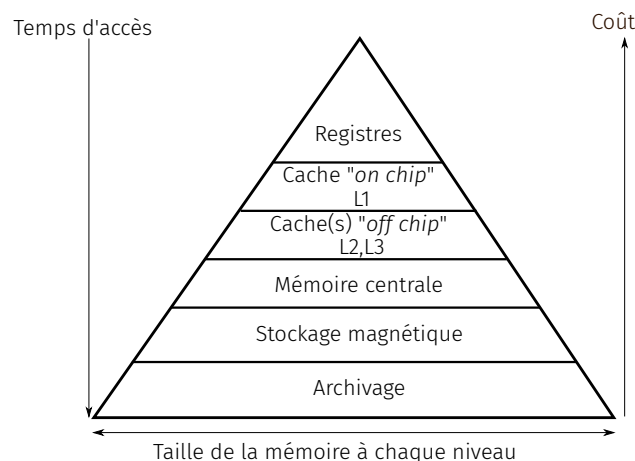 Temps d'accès
Coût
Registres
Cache "on chip"
L1
Cache(s) "off chip"
L2,L3
Mémoire centrale
Stockage magnétique
Archivage
Taille de la mémoire à chaque niveau